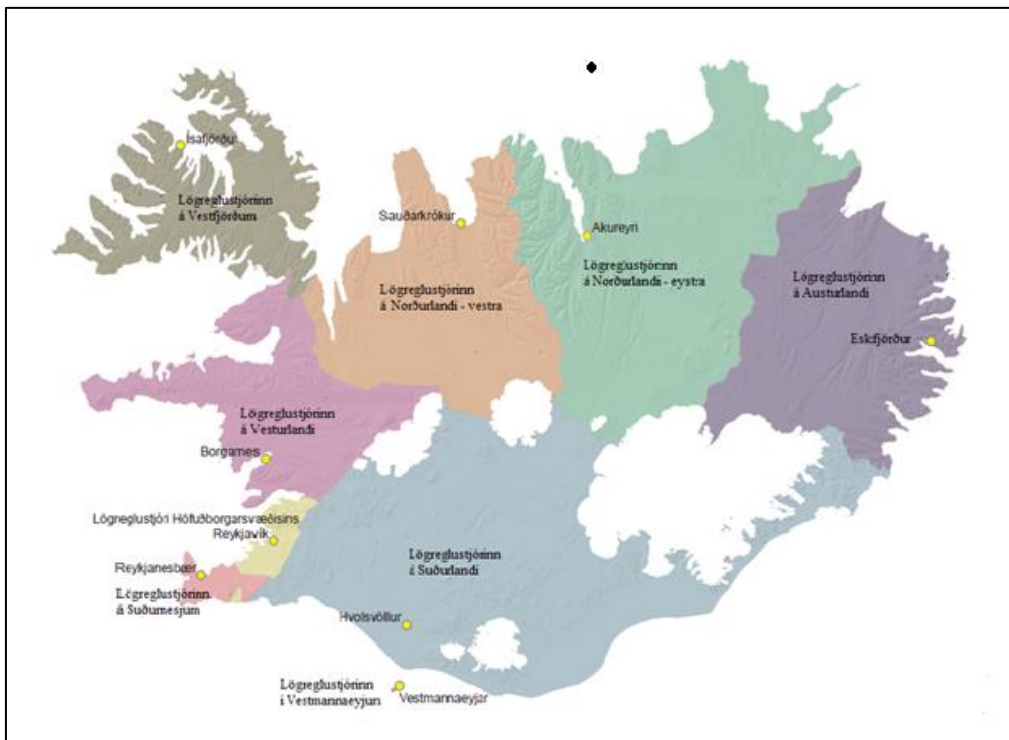 Ísafjörður
Lögreglustjórinn
á Vestfjörðum
Sauðarkrókur
Akureyri
Lögreglustjórinn
á Norðurlandi - vestra
Lögreglustjórinn
á Norðurlandi - eystra
Lögreglustjórinn
á Austurlandi
Eskifjörður
Lögreglustjórinn
á Vesturlandi
Borgarnes
Lögreglustjóri Höfuðborgarsvæðisins
Reykjavík
Reykjanesbær
Lögreglustjórinn
á Suðurnesjum
Lögreglustjórinn
á Suðurlandi
Hvolsvöllur
Lögreglustjórinn
í Vestmannaeyjum
Vestmannaeyjar